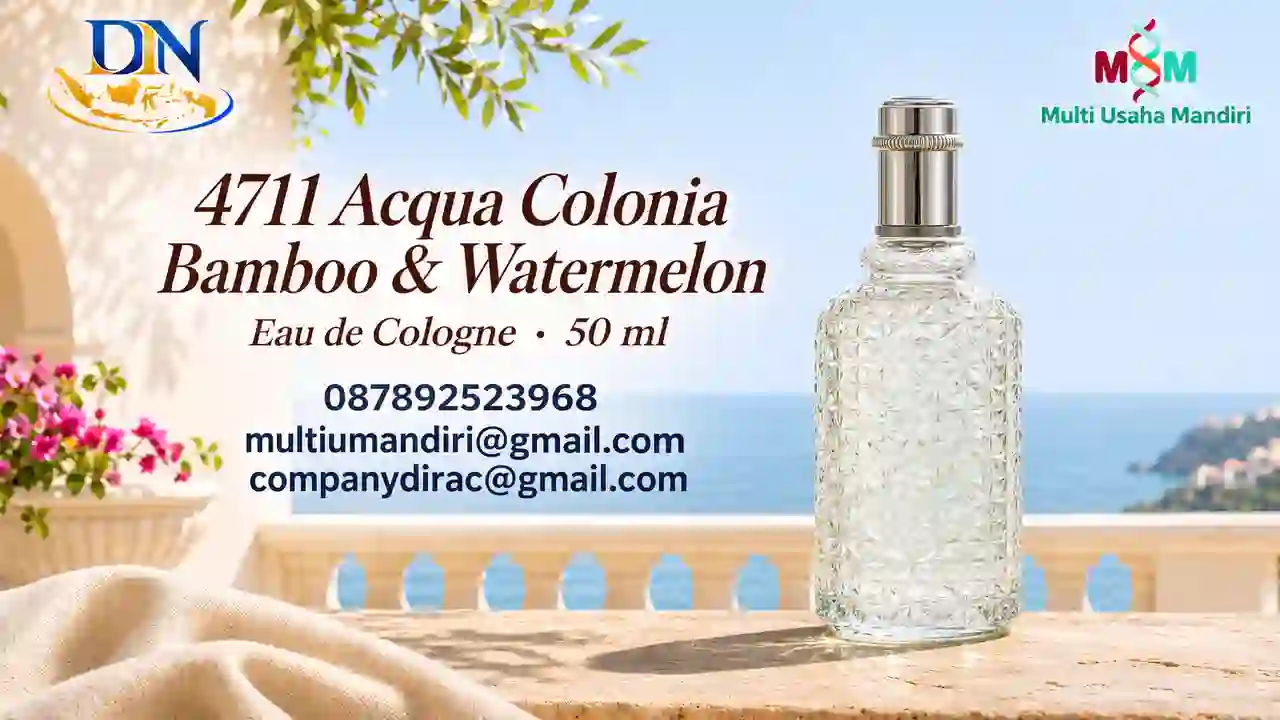 DN
M M
Multi Usaha Mandiri
4711 Acqua Colonia
Bamboo & Watermelon
Eau de Cologne • 50 ml
087892523968
multiumandiri@gmail.com
companydirac@gmail.com